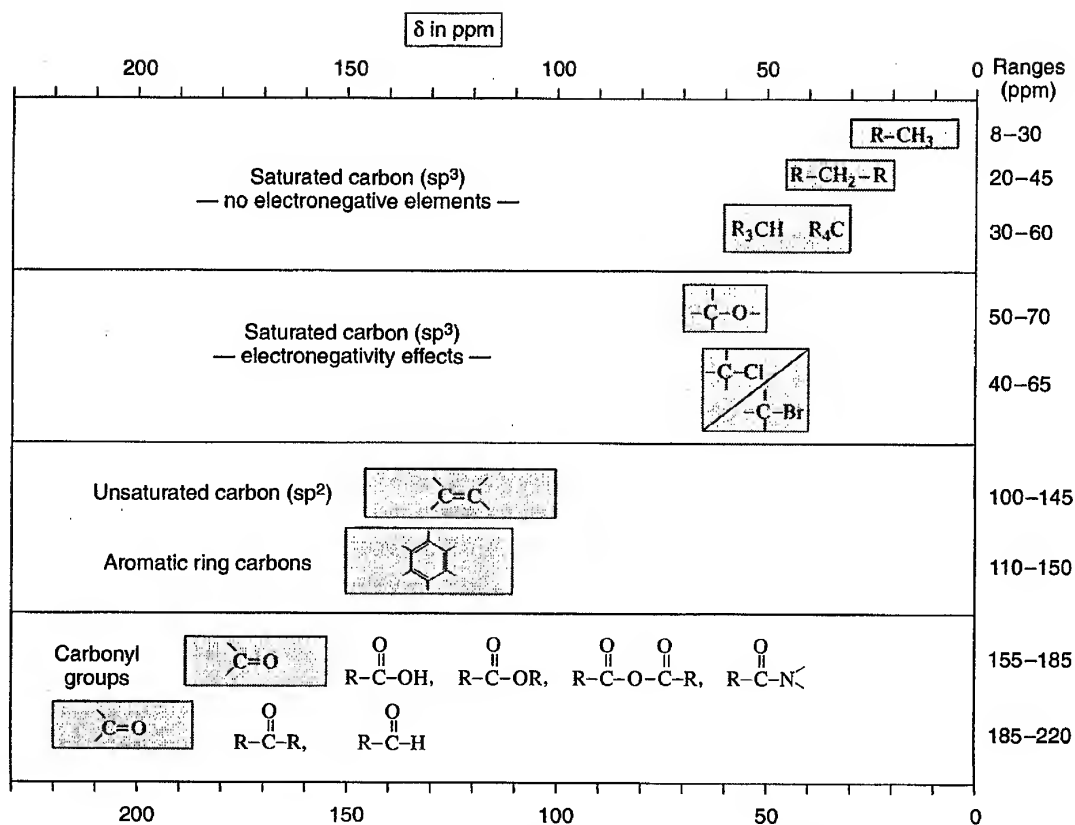 δ in ppm
200 150 100 50 0 Ranges (ppm)
R–CH₃ 8–30
Saturated carbon (sp³)
— no electronegative elements —
R–CH₂–R 20–45
R₃CH R₄C 30–60
–C–O– 50–70
Saturated carbon (sp³)
— electronegativity effects —
–C–Cl 40–65
–C–Br
Unsaturated carbon (sp²) C=C 100–145
Aromatic ring carbons 110–150
Carbonyl groups
C=O
O O O O O
R–C–OH, R–C–OR, R–C–O–C–R, R–C–N 155–185
C=O
O O
R–C–R, R–C–H 185–220
200 150 100 50 0